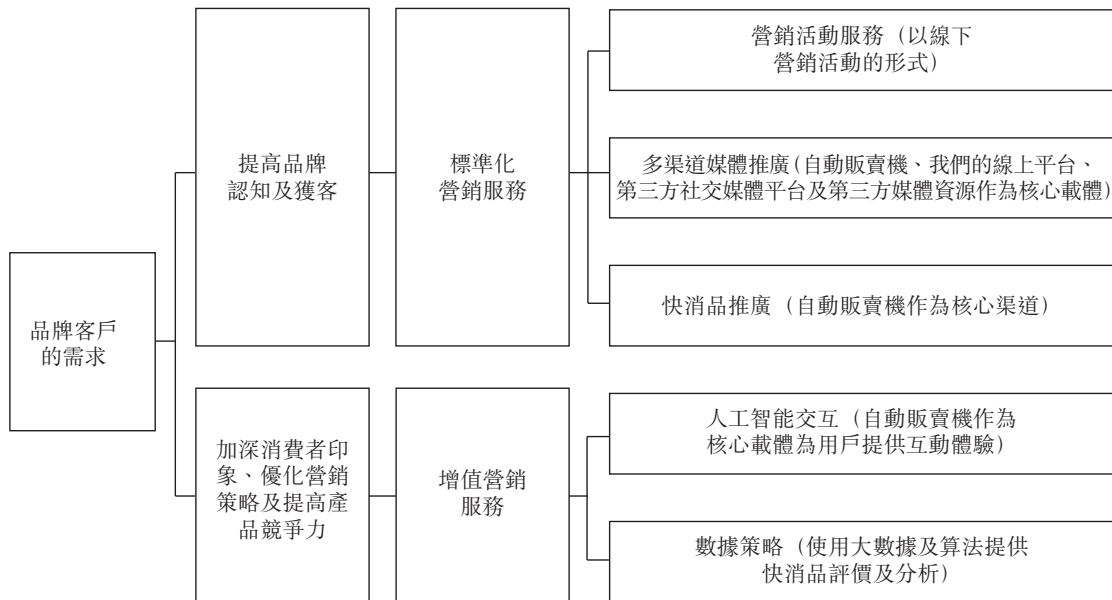 品牌客戶
的需求
提高品牌
認知及獲客
標準化
營銷服務
營銷活動服務（以線下
營銷活動的形式）
多渠道媒體推廣（自動販賣機、我們的線上平台、
第三方社交媒體平台及第三方媒體資源作為核心載體）
快消品推廣（自動販賣機作為核心渠道）
加深消費者印
象、優化營銷
策略及提高產
品競爭力
增值營銷
服務
人工智能交互（自動販賣機作為
核心載體為用戶提供互動體驗）
數據策略（使用大數據及算法提供
快消品評價及分析）